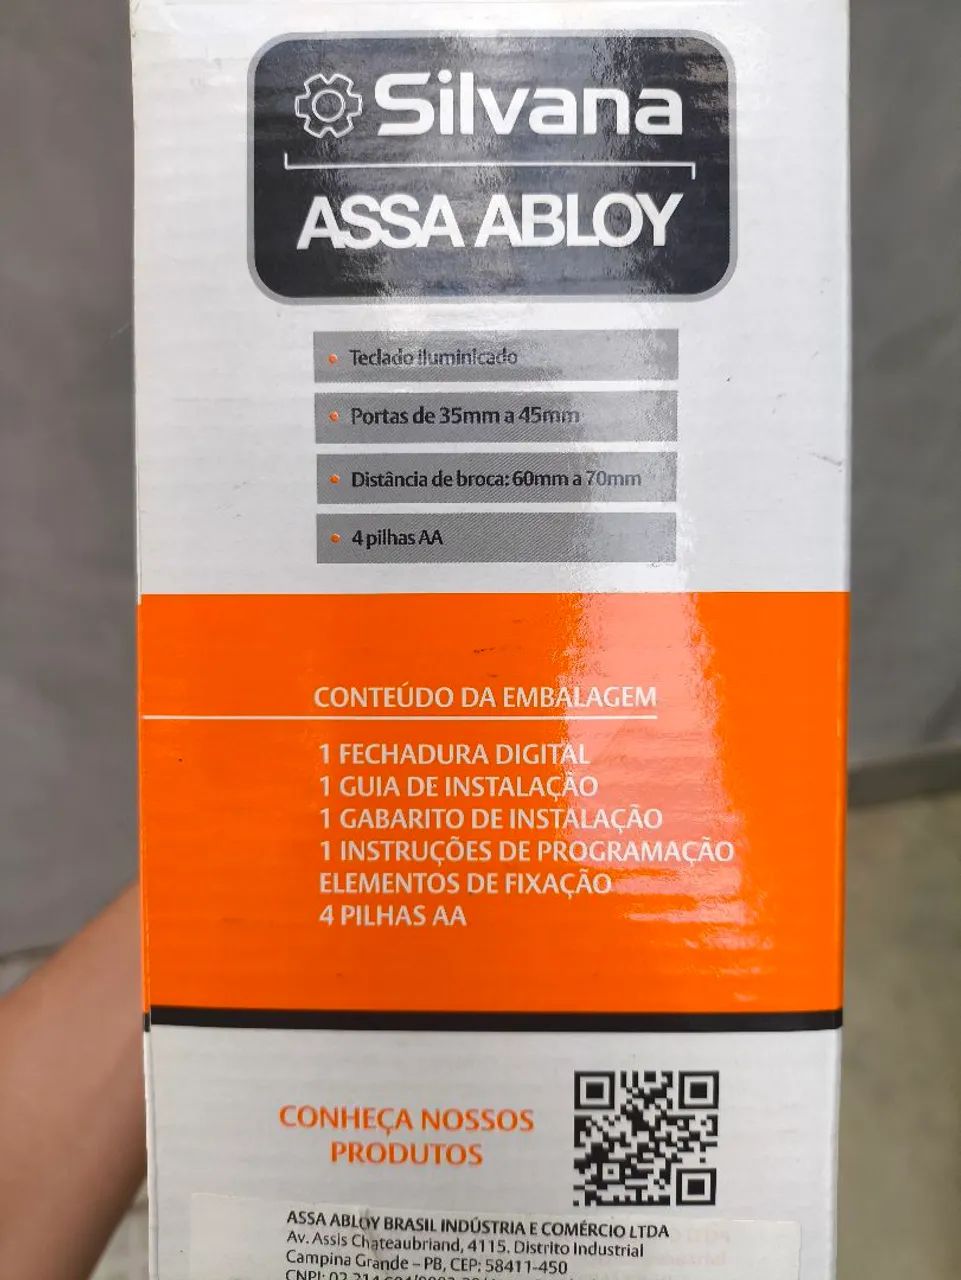 Silvana
ASSA ABLOY
• Teclado iluminicado
• Portas de 35mm a 45mm
• Distância de broca: 60mm a 70mm
• 4 pilhas AA
CONTEÚDO DA EMBALAGEM
1 FECHADURA DIGITAL
1 GUIA DE INSTALAÇÃO
1 GABARITO DE INSTALAÇÃO
1 INSTRUÇÕES DE PROGRAMAÇÃO
ELEMENTOS DE FIXAÇÃO
4 PILHAS AA
CONHEÇA NOSSOS
PRODUTOS
ASSA ABLOY BRASIL INDÚSTRIA E COMÉRCIO LTDA
Av. Assis Chateaubriand, 4115. Distrito Industrial
Campina Grande – PB, CEP: 58411-450
CNPJ: